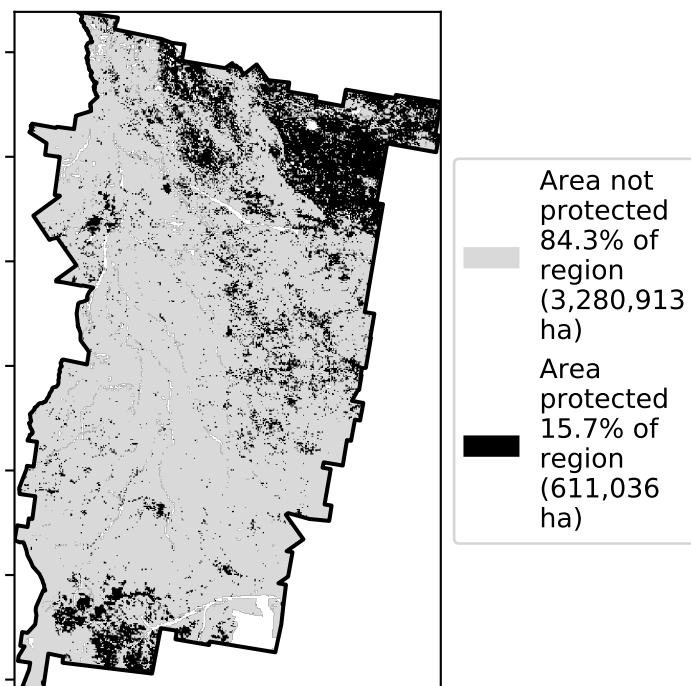 Area not
protected
84.3% of
region
(3,280,913
ha)
Area
protected
15.7% of
region
(611,036
ha)